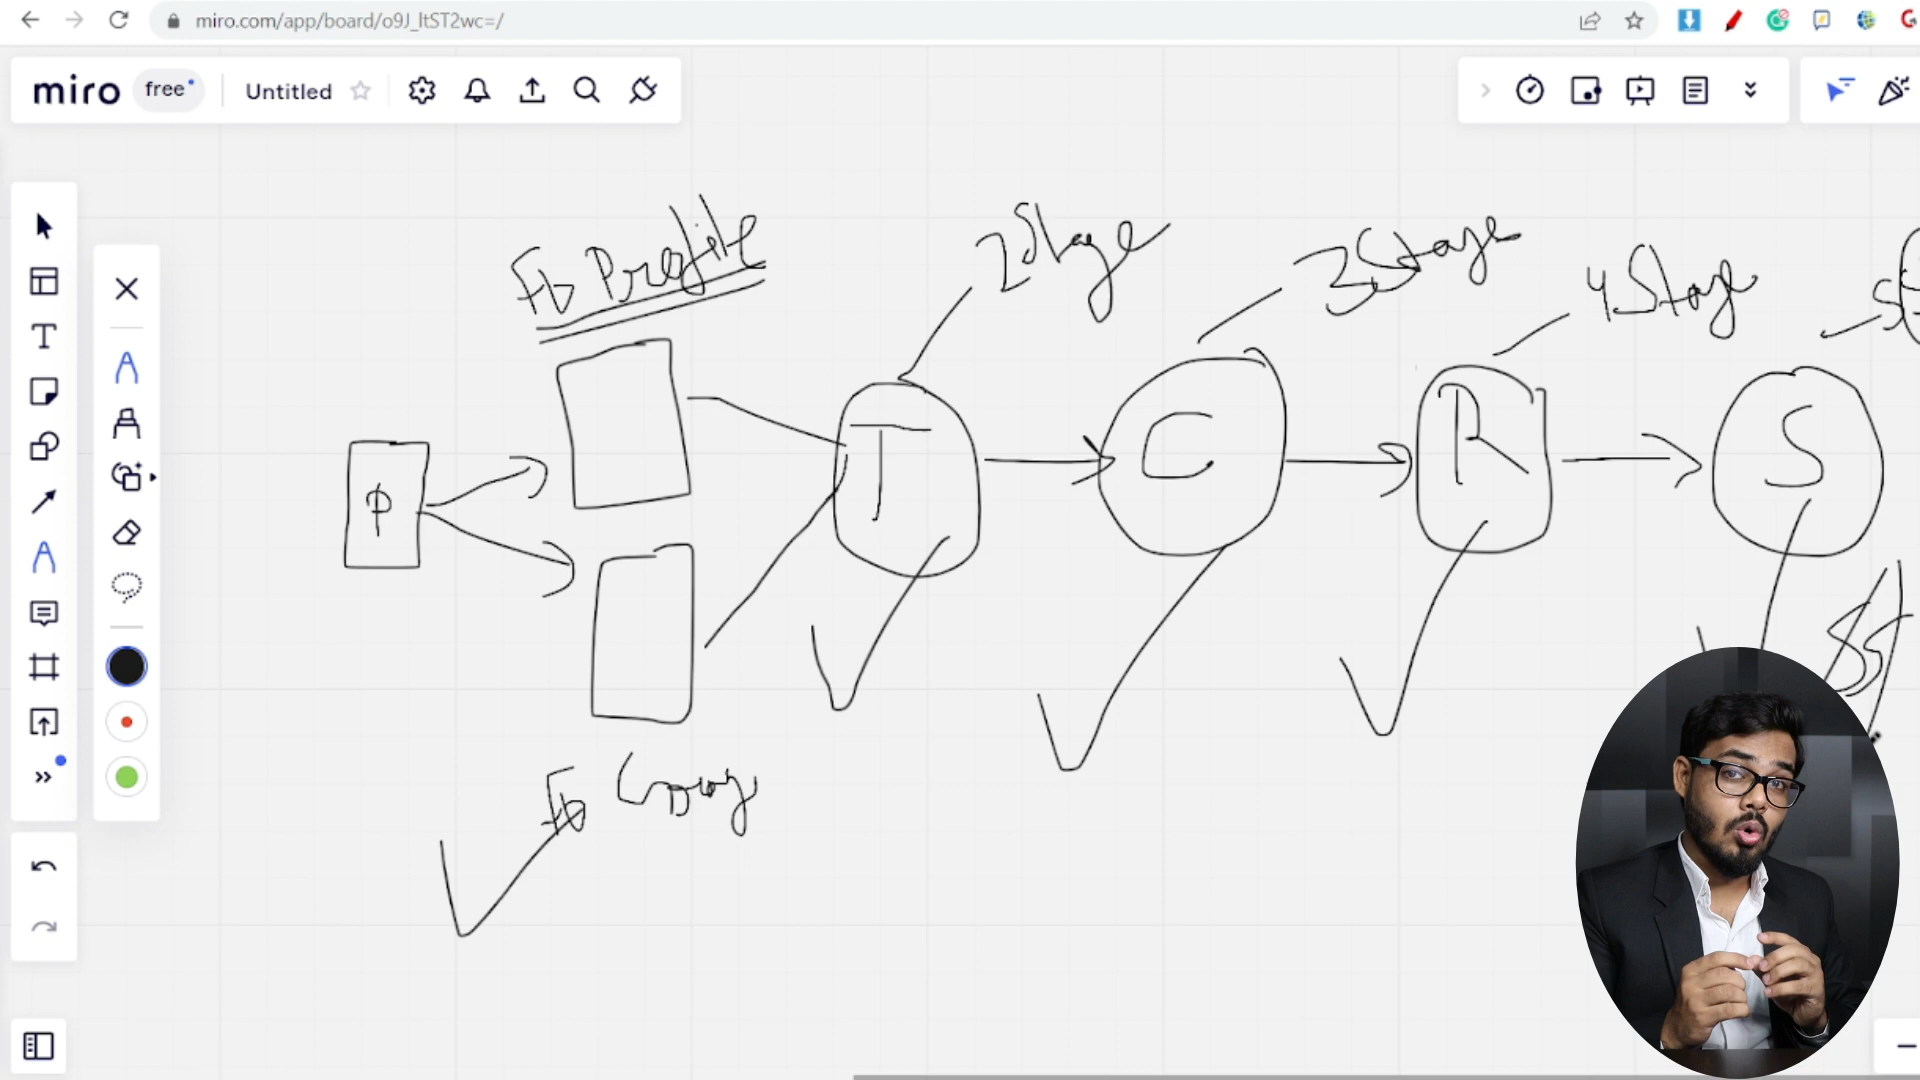 miro.com/app/board/o9J_ltST2wc=/
miro free Untitled
Fb Profile
2 Stage
3 Stage
4 Stage
P
T
C
R
S
$$
Fb Group